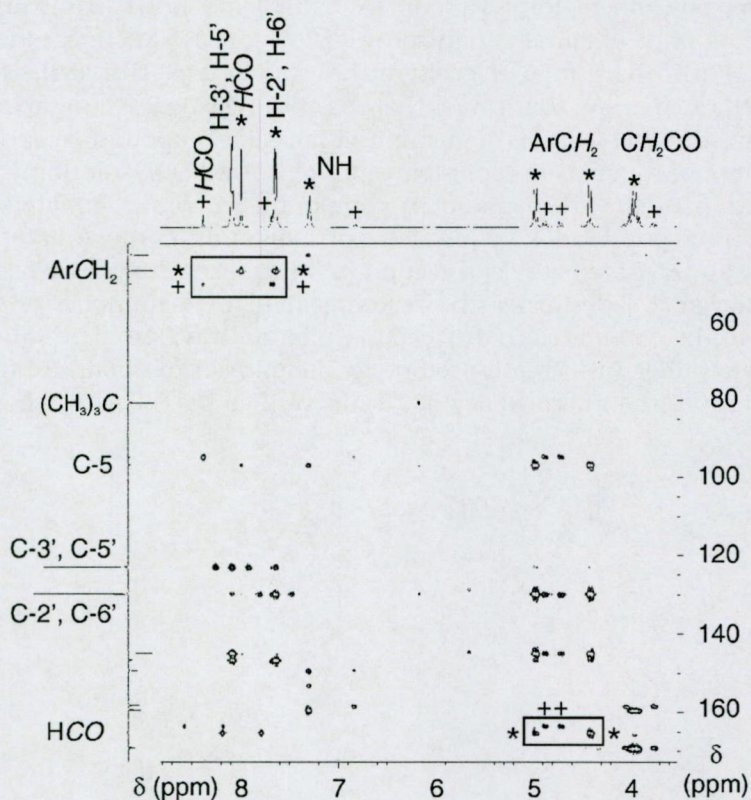 + HCO
H-3', H-5'
* HCO
* H-2', H-6'
+
* NH
+
ArCH2
* ++ *
CH2CO
* +
ArCH2
* *
+ +
60
(CH3)3C
80
C-5
100
C-3', C-5'
120
C-2', C-6'
140
++
160
HCO
* *
δ
δ (ppm) 8 7 6 5 4 (ppm)